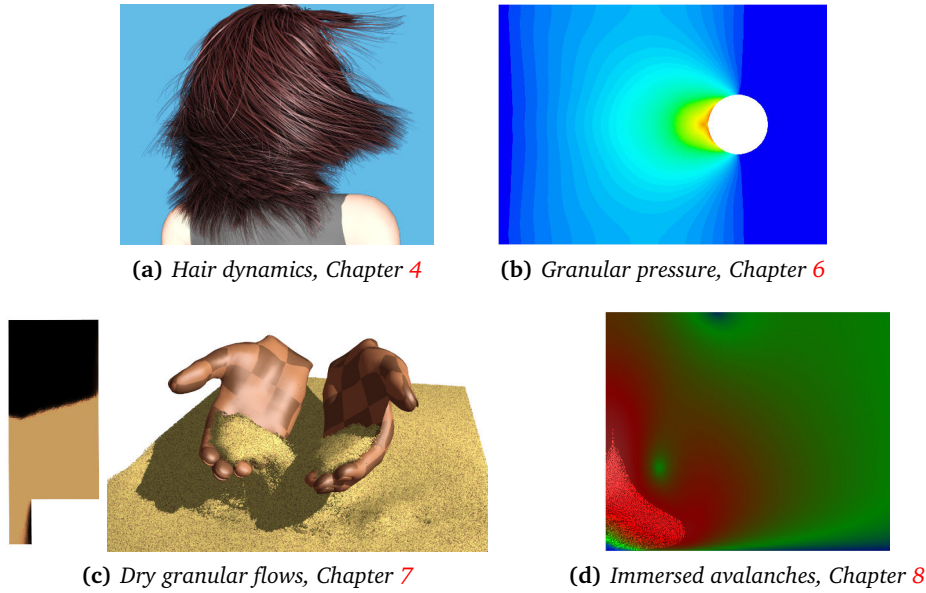 (a) Hair dynamics, Chapter 4
(b) Granular pressure, Chapter 6
(c) Dry granular flows, Chapter 7
(d) Immersed avalanches, Chapter 8